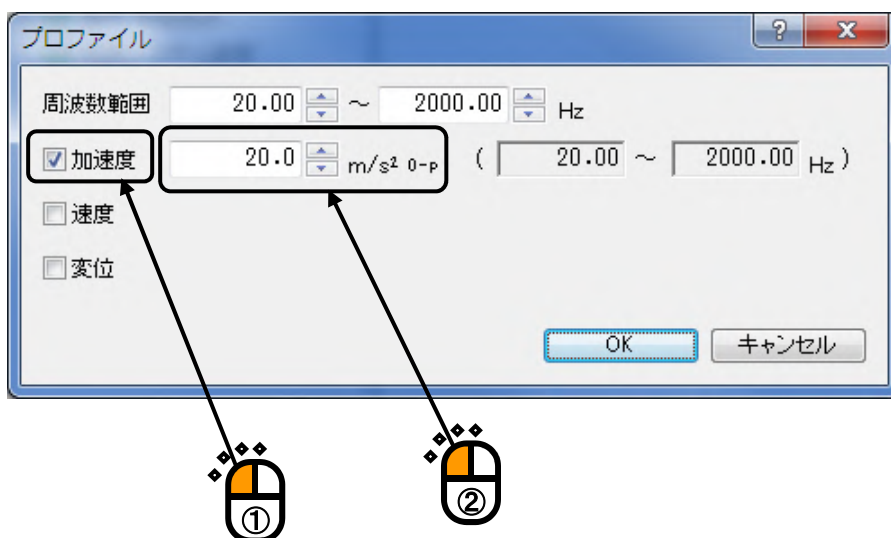 プロファイル
周波数範囲 20.00 ~ 2000.00 Hz
加速度 20.0 m/s² 0-P ( 20.00 ~ 2000.00 Hz )
速度
変位
OK キャンセル
① ②